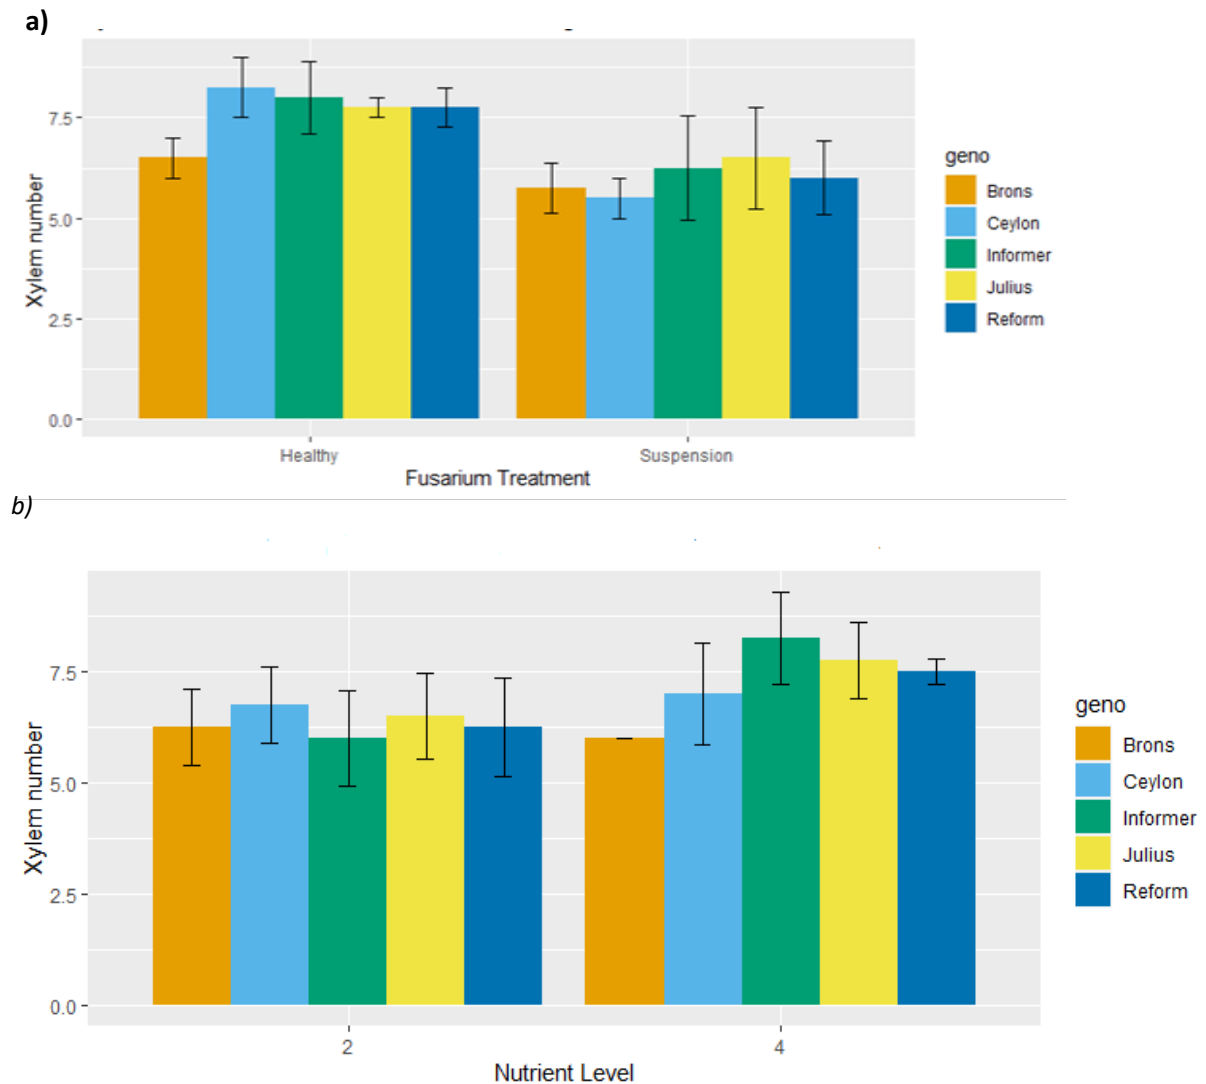 a)
Xylem number
7.5
5.0
2.5
0.0
Healthy
Suspension
Fusarium Treatment
geno
Brons
Ceylon
Informer
Julius
Reform
b)
Xylem number
7.5
5.0
2.5
0.0
2
4
Nutrient Level
geno
Brons
Ceylon
Informer
Julius
Reform